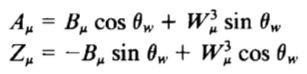 A_μ = B_μ cos θ_w + W_μ^3 sin θ_w
Z_μ = −B_μ sin θ_w + W_μ^3 cos θ_w